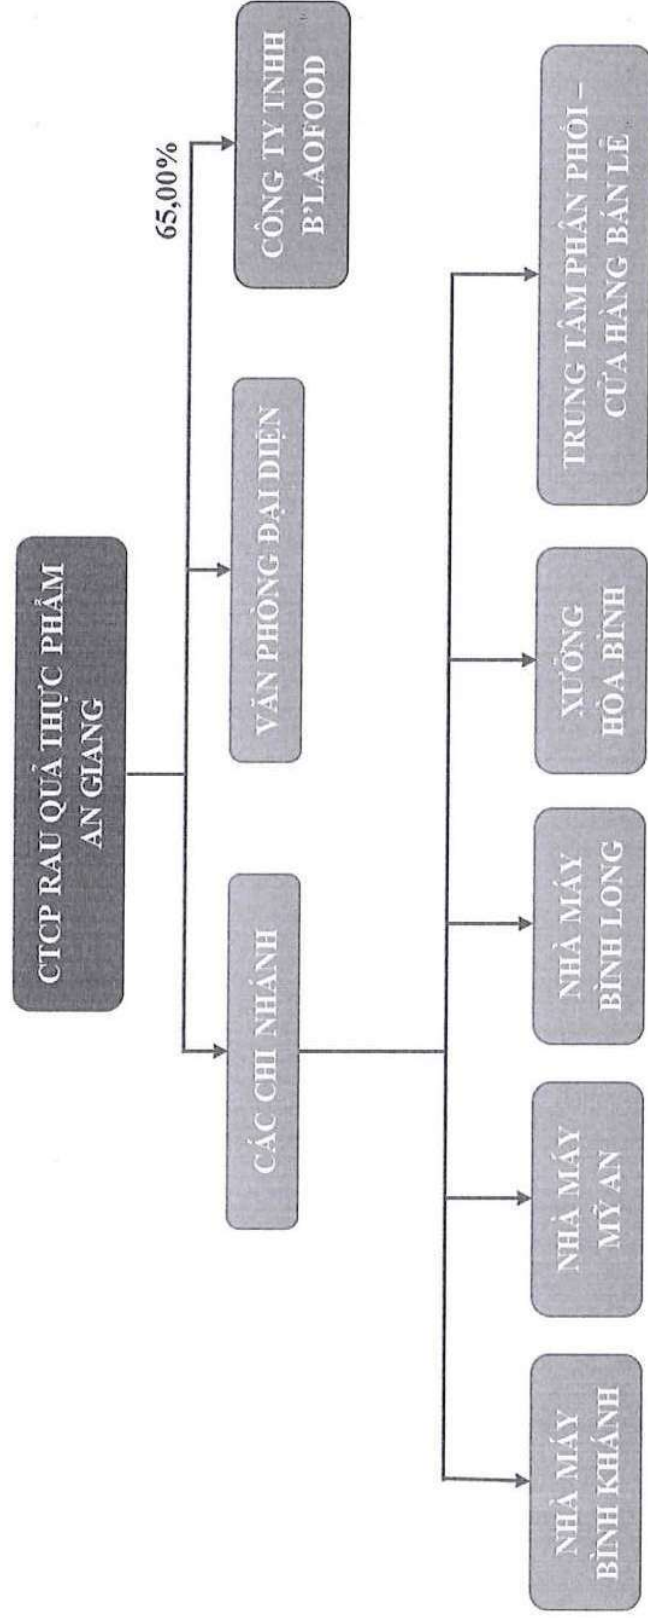 CTCP RAU QUẢ THỰC PHẨM
AN GIANG
65,00%
CÁC CHI NHÁNH
VĂN PHÒNG ĐẠI DIỆN
CÔNG TY TNHH
B'LAOFOOD
NHÀ MÁY
BÌNH KHÁNH
NHÀ MÁY
MỸ AN
NHÀ MÁY
BÌNH LONG
XƯỞNG
HÒA BÌNH
TRUNG TÂM PHÂN PHỐI –
CỬA HÀNG BÁN LẺ